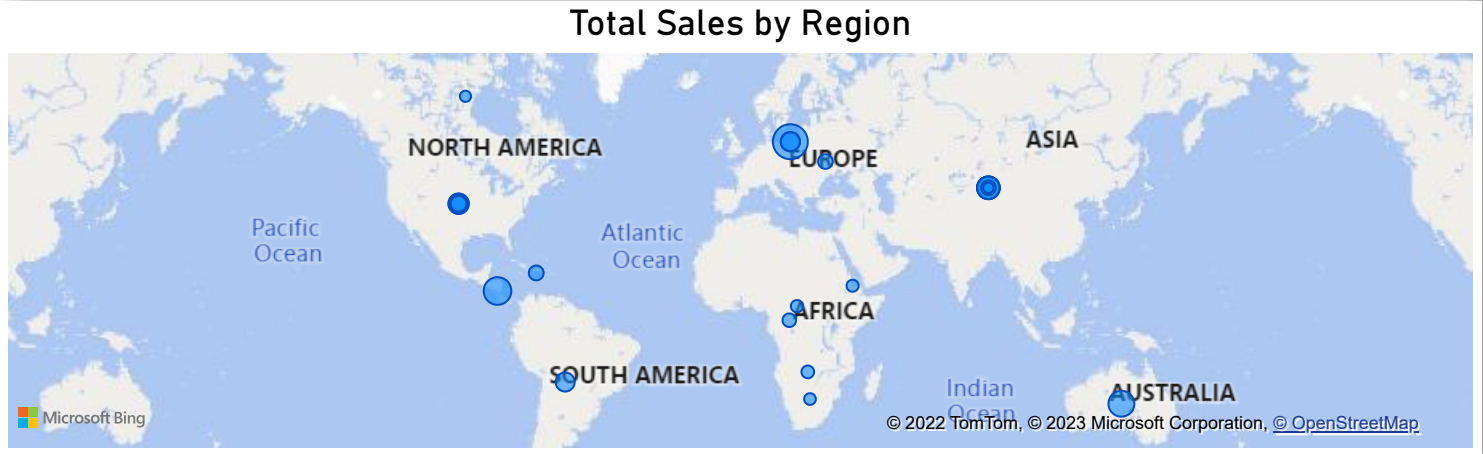 Total Sales by Region
NORTH AMERICA
EUROPE
ASIA
Pacific
Ocean
Atlantic
Ocean
AFRICA
SOUTH AMERICA
Indian
Ocean
AUSTRALIA
Microsoft Bing
© 2022 TomTom, © 2023 Microsoft Corporation, © OpenStreetMap